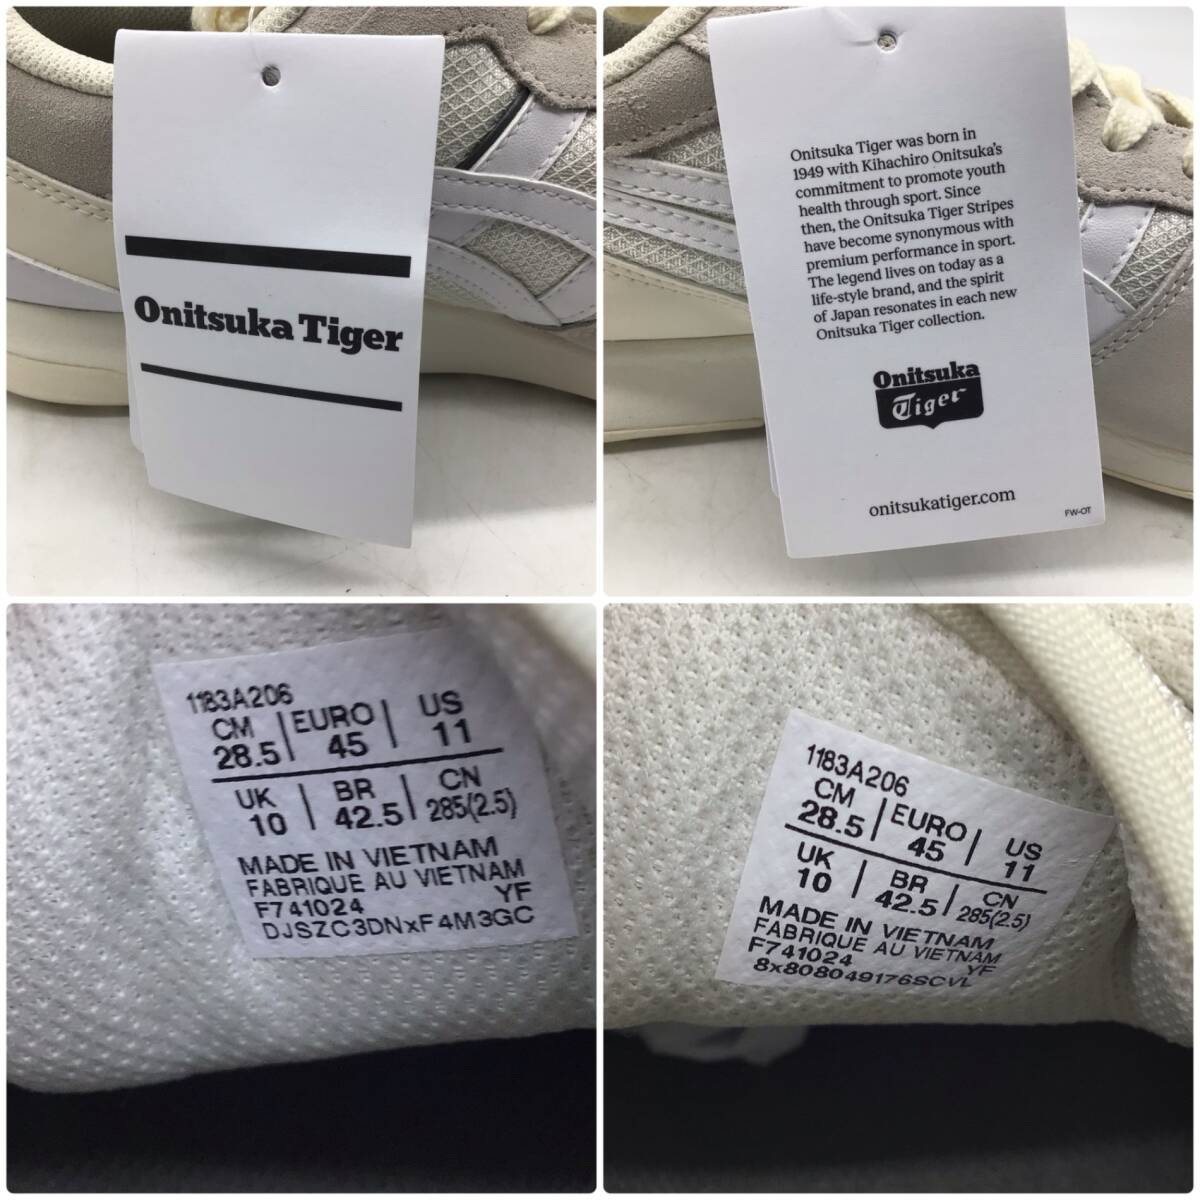 Onitsuka Tiger
Onitsuka Tiger was born in
1949 with Kihachiro Onitsuka's
commitment to promote youth
health through sport. Since
then, the Onitsuka Tiger Stripes
have become synonymous with
premium performance in sport.
The legend lives on today as a
life-style brand, and the spirit
of Japan resonates in each new
Onitsuka Tiger collection.
Onitsuka
Tiger
onitsukatiger.com
FW-OT
1183A206
CM EURO US
28.5 45 11
UK BR CN
10 42.5 285(2.5)
MADE IN VIETNAM
FABRIQUE AU VIETNAM
F741024 YF
DJSZC3DNxF4M3GC
1183A206
CM EURO US
28.5 45 11
UK BR CN
10 42.5 285(2.5)
MADE IN VIETNAM
FABRIQUE AU VIETNAM
F741024 YF
8x808049176SCVL